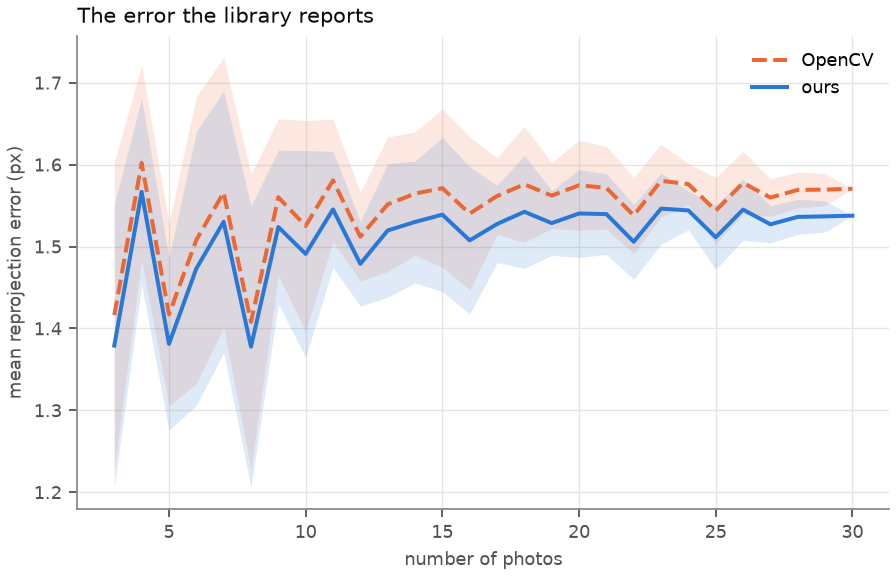 The error the library reports
OpenCV
ours
mean reprojection error (px)
1.7
1.6
1.5
1.4
1.3
1.2
5 10 15 20 25 30
number of photos